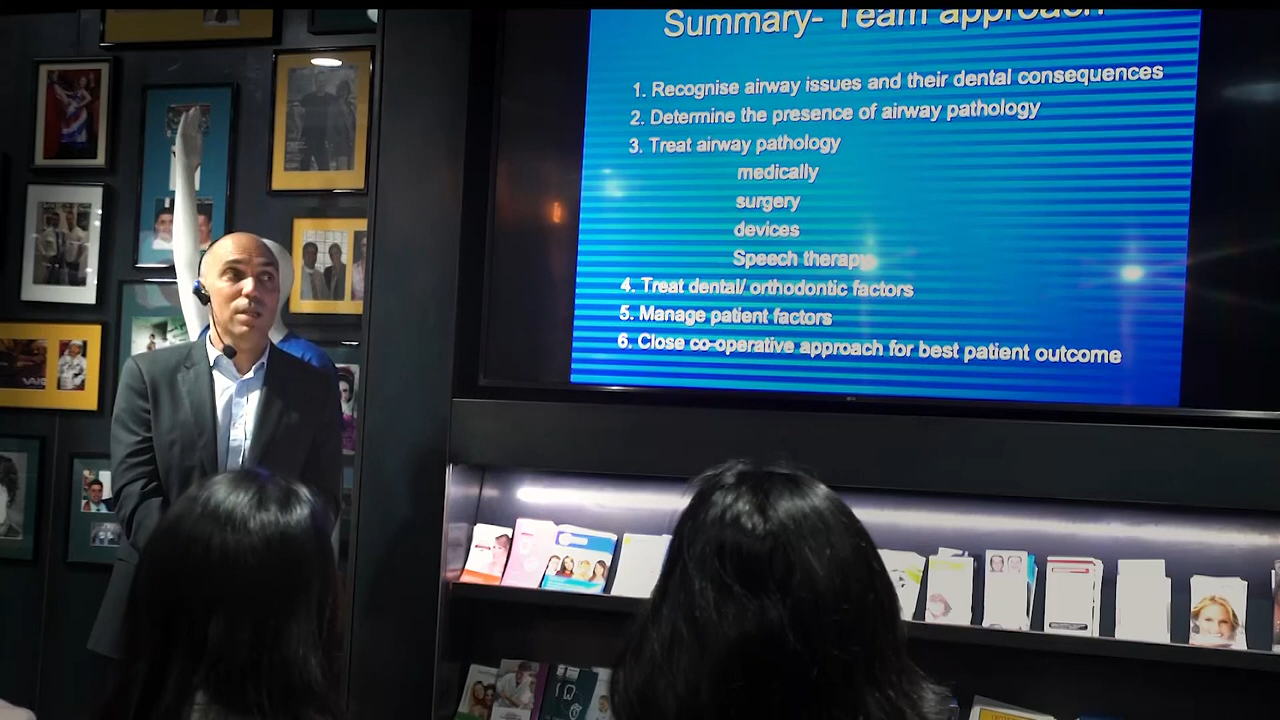 Summary- Team approach
1. Recognise airway issues and their dental consequences
2. Determine the presence of airway pathology
3. Treat airway pathology
medically
surgery
devices
Speech therapy
4. Treat dental/ orthodontic factors
5. Manage patient factors
6. Close co-operative approach for best patient outcome